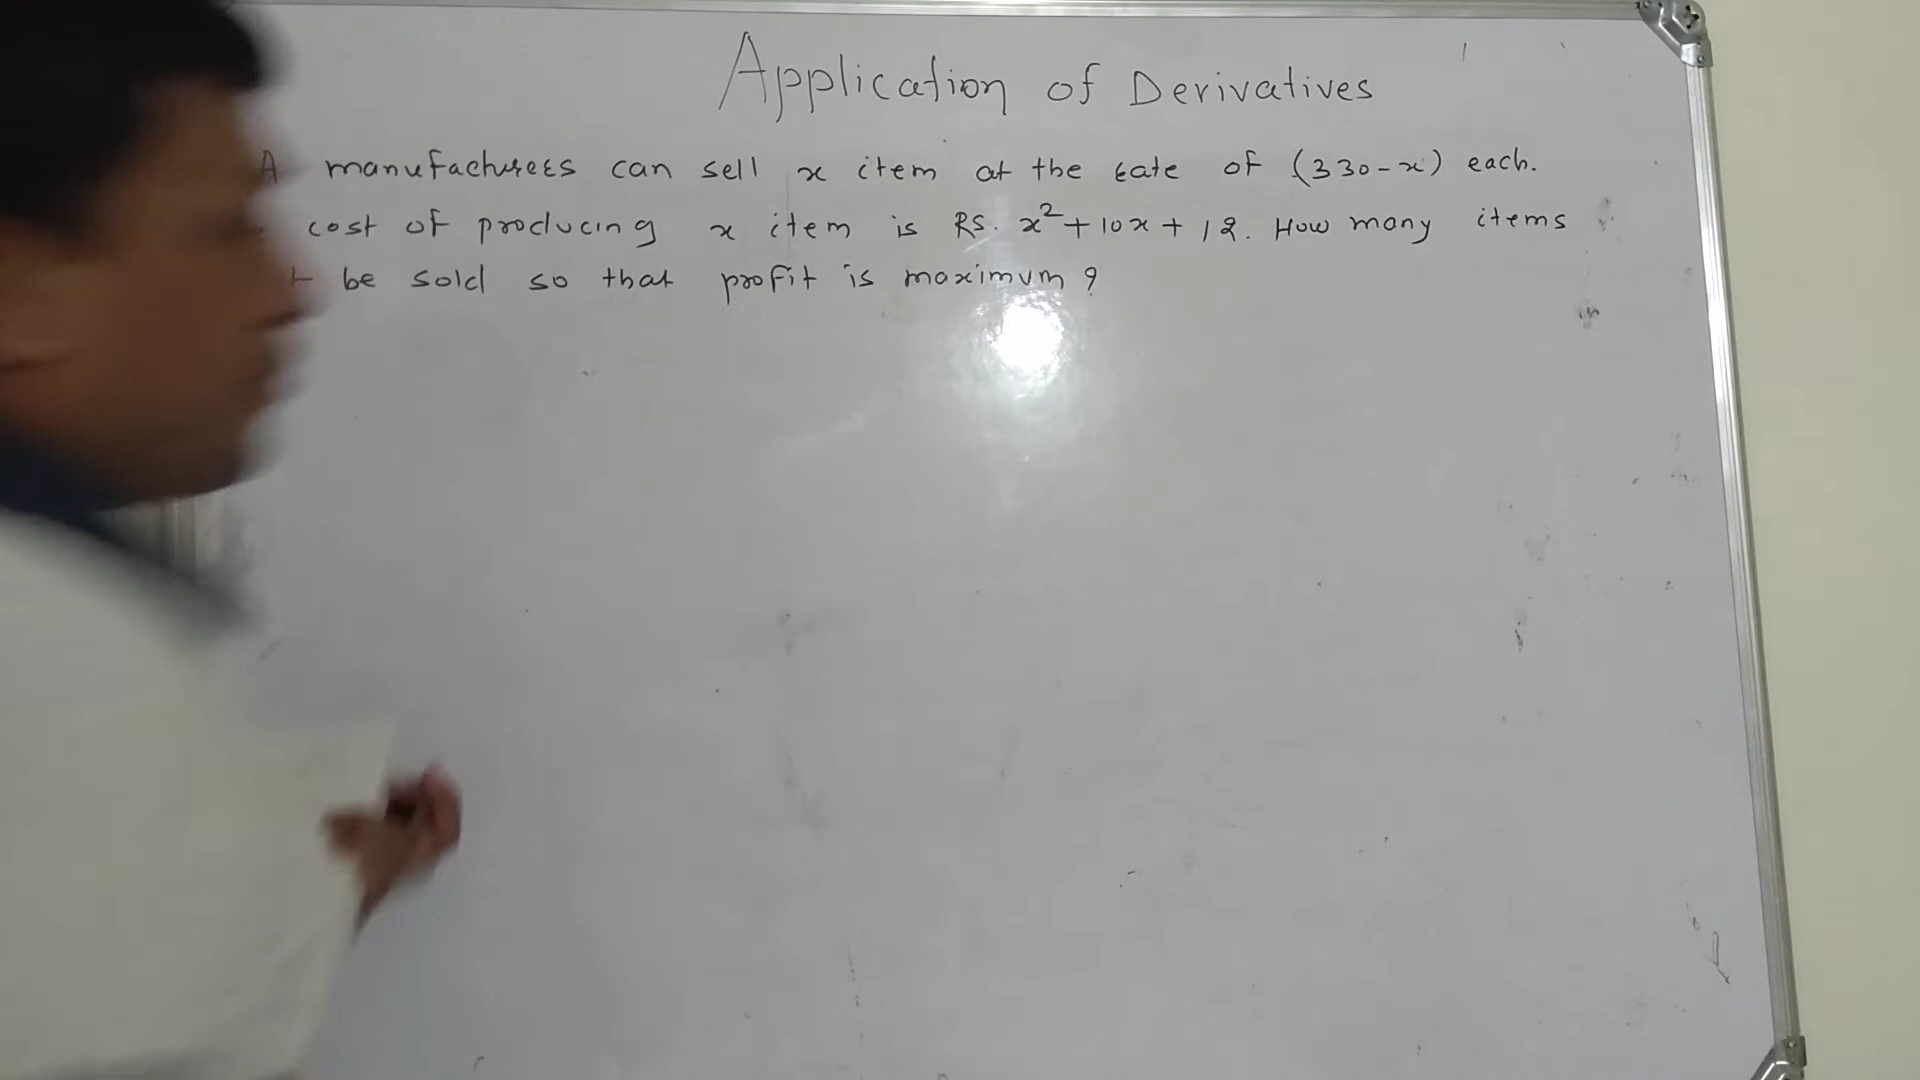 Application of Derivatives
A manufacturers can sell x item at the rate of (330-x) each.
cost of producing x item is RS. x²+10x+12. How many items
be sold so that profit is maximum?